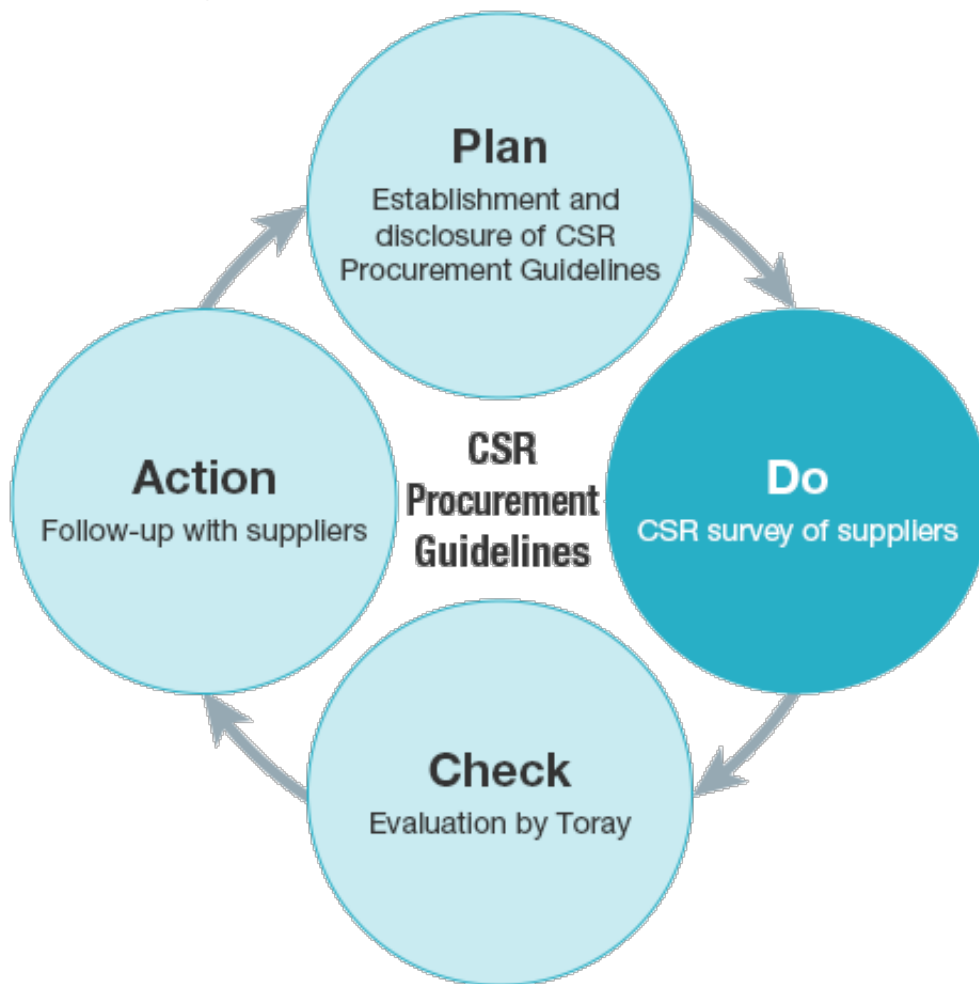 Plan
Establishment and
disclosure of CSR
Procurement Guidelines
Action
Follow-up with suppliers
CSR
Procurement
Guidelines
Do
CSR survey of suppliers
Check
Evaluation by Toray